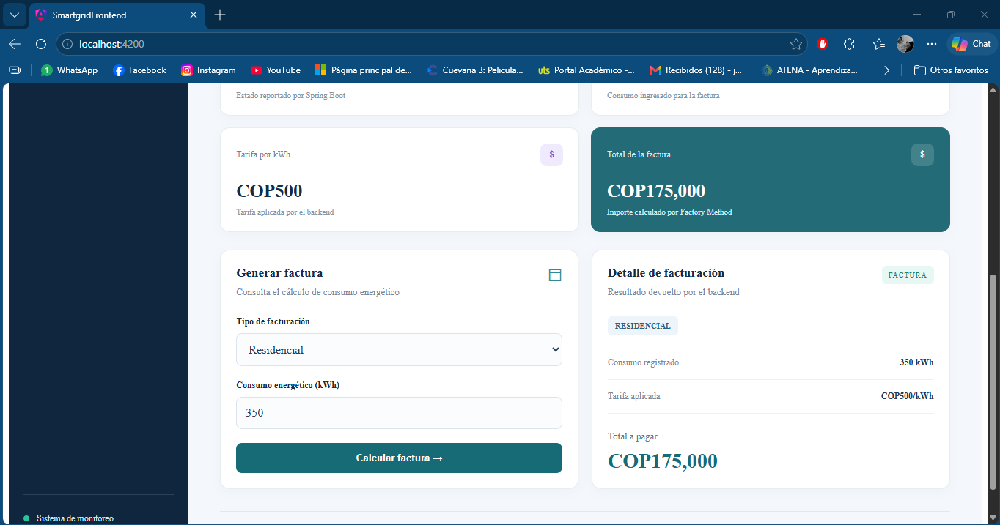 SmartgridFrontend
localhost:4200
Chat
1
WhatsApp
Facebook
Instagram
YouTube
Página principal de...
Cuevana 3: Pelicula...
uts
Portal Académico -...
Recibidos (128) - j...
ATENA - Aprendiza...
Otros favoritos
Estado reportado por Spring Boot
Consumo ingresado para la factura
Tarifa por kWh
$
COP500
Tarifa aplicada por el backend
Total de la factura
$
COP175,000
Importe calculado por Factory Method
Generar factura
Consulta el cálculo de consumo energético
Tipo de facturación
Residencial
Consumo energético (kWh)
350
Calcular factura →
Detalle de facturación
FACTURA
Resultado devuelto por el backend
RESIDENCIAL
Consumo registrado
350 kWh
Tarifa aplicada
COP500/kWh
Total a pagar
COP175,000
Sistema de monitoreo